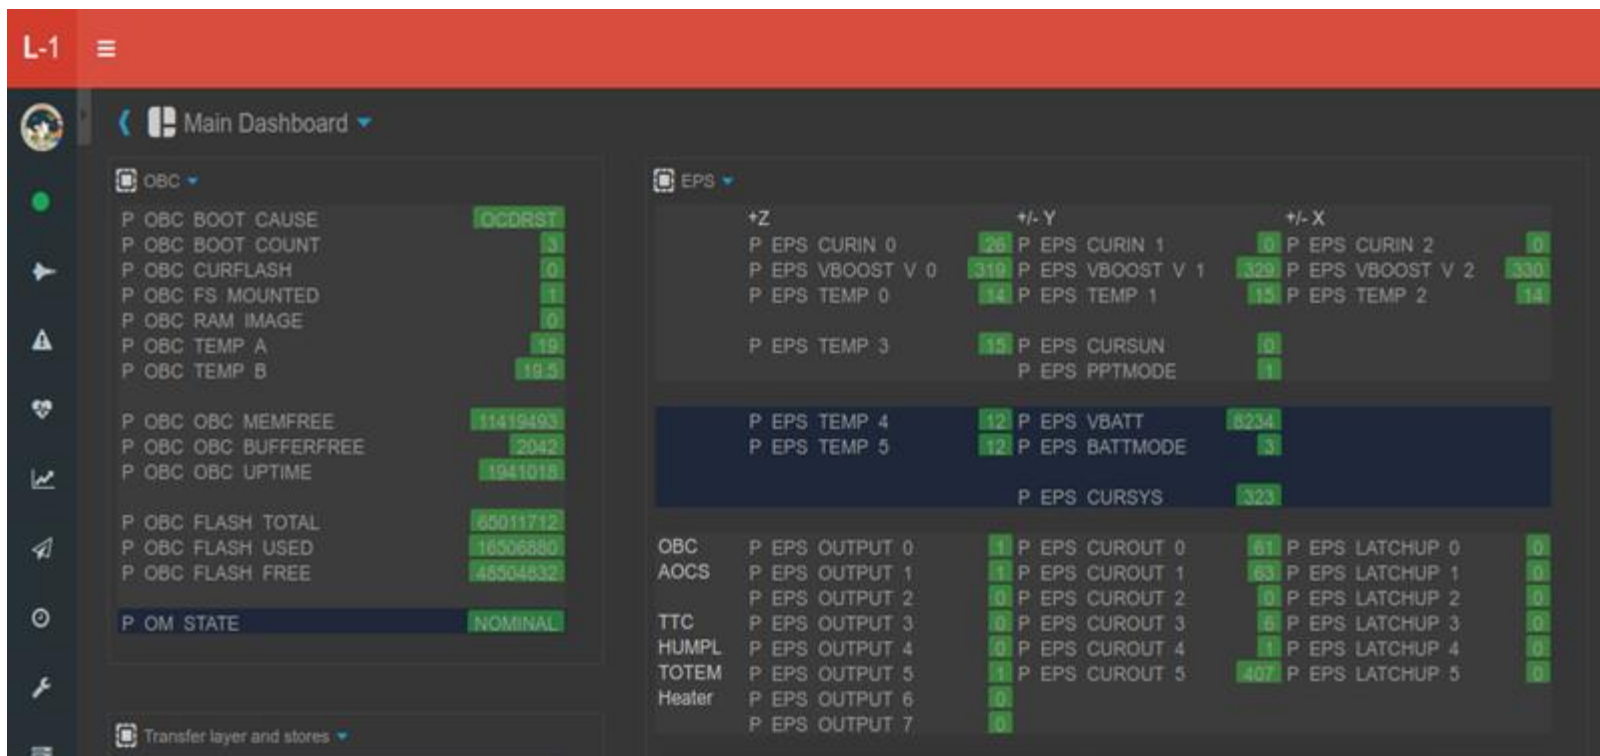 L-1
Main Dashboard
OBC
P OBC BOOT CAUSE OCDRST
P OBC BOOT COUNT 3
P OBC CURFLASH 0
P OBC FS MOUNTED 1
P OBC RAM IMAGE 0
P OBC TEMP A 19
P OBC TEMP B 19.5
P OBC OBC MEMFREE 11419493
P OBC OBC BUFFERFREE 2042
P OBC OBC UPTIME 1941018
P OBC FLASH TOTAL 65011712
P OBC FLASH USED 16506880
P OBC FLASH FREE 48504832
P OM STATE NOMINAL
Transfer layer and stores
EPS
+Z +/- Y +/- X
P EPS CURIN 0 26 P EPS CURIN 1 0 P EPS CURIN 2 0
P EPS VBOOST V 0 319 P EPS VBOOST V 1 329 P EPS VBOOST V 2 330
P EPS TEMP 0 14 P EPS TEMP 1 15 P EPS TEMP 2 14
P EPS TEMP 3 15 P EPS CURSUN 0
P EPS PPTMODE 1
P EPS TEMP 4 12 P EPS VBATT 8234
P EPS TEMP 5 12 P EPS BATTMODE 3
P EPS CURSYS 323
OBC P EPS OUTPUT 0 1 P EPS CUROUT 0 61 P EPS LATCHUP 0 0
AOCS P EPS OUTPUT 1 1 P EPS CUROUT 1 63 P EPS LATCHUP 1 0
P EPS OUTPUT 2 0 P EPS CUROUT 2 0 P EPS LATCHUP 2 0
TTC P EPS OUTPUT 3 0 P EPS CUROUT 3 6 P EPS LATCHUP 3 0
HUMPL P EPS OUTPUT 4 0 P EPS CUROUT 4 1 P EPS LATCHUP 4 0
TOTEM P EPS OUTPUT 5 1 P EPS CUROUT 5 407 P EPS LATCHUP 5 0
Heater P EPS OUTPUT 6 0
P EPS OUTPUT 7 0